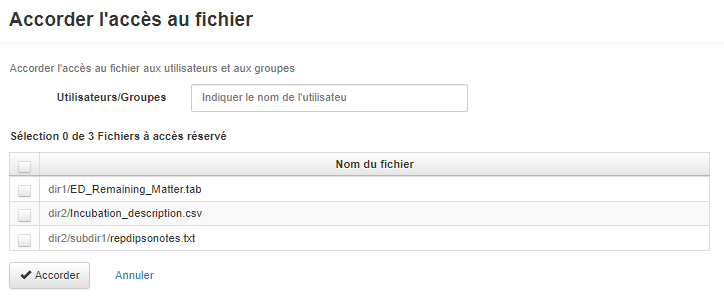 Accorder l'accès au fichier
Accorder l'accès au fichier aux utilisateurs et aux groupes
Utilisateurs/Groupes
Indiquer le nom de l'utilisateu
Sélection 0 de 3 Fichiers à accès réservé
Nom du fichier
dir1/ED_Remaining_Matter.tab
dir2/Incubation_description.csv
dir2/subdir1/repdipsonotes.txt
Accorder Annuler